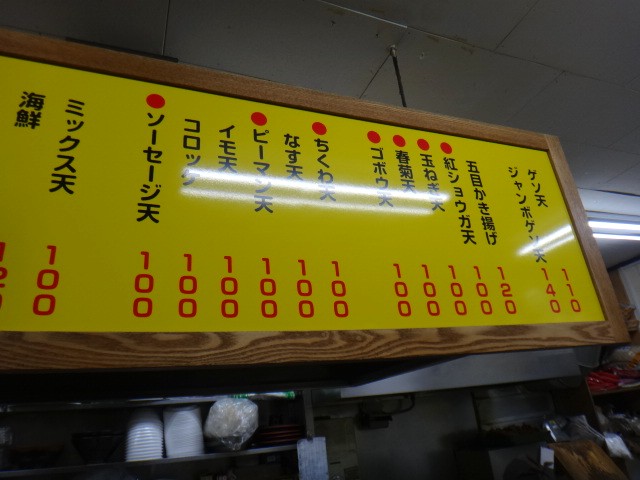 ゲソ天 110
ジャンボゲソ天 140
五目かき揚げ 120
●紅ショウガ天 100
●玉ねぎ天 100
●春菊天 100
●ゴボウ天 100
●ちくわ天 100
なす天 100
●ピーマン天 100
イモ天 100
コロッケ 100
●ソーセージ天 100
ミックス天 100
海鮮 120